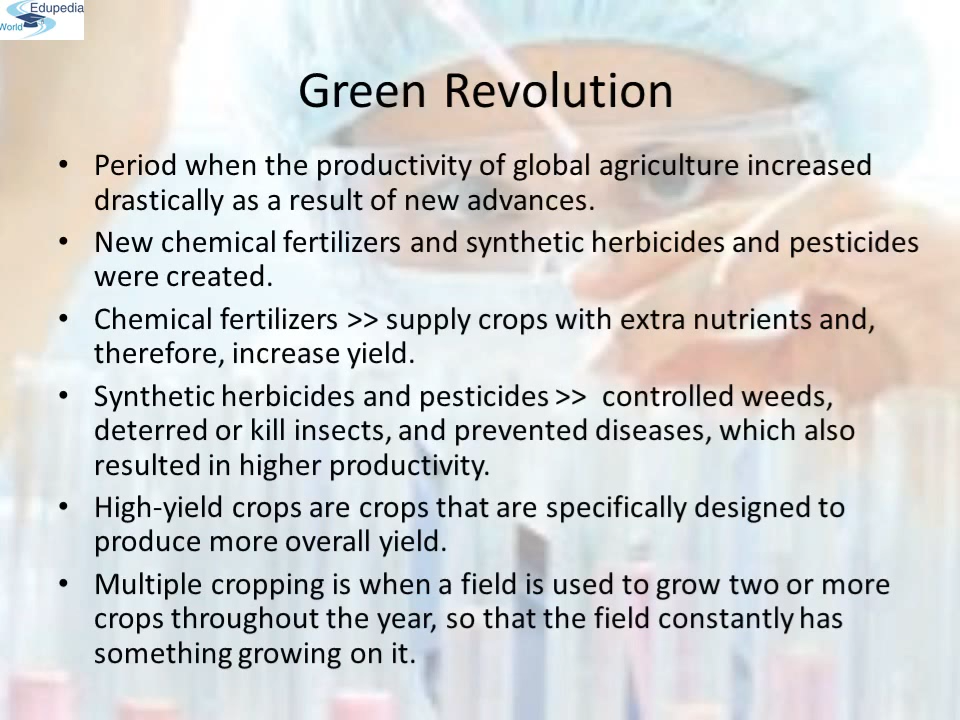 Edupedia
World
Green Revolution
• Period when the productivity of global agriculture increased
drastically as a result of new advances.
• New chemical fertilizers and synthetic herbicides and pesticides
were created.
• Chemical fertilizers >> supply crops with extra nutrients and,
therefore, increase yield.
• Synthetic herbicides and pesticides >>  controlled weeds,
deterred or kill insects, and prevented diseases, which also
resulted in higher productivity.
• High-yield crops are crops that are specifically designed to
produce more overall yield.
• Multiple cropping is when a field is used to grow two or more
crops throughout the year, so that the field constantly has
something growing on it.